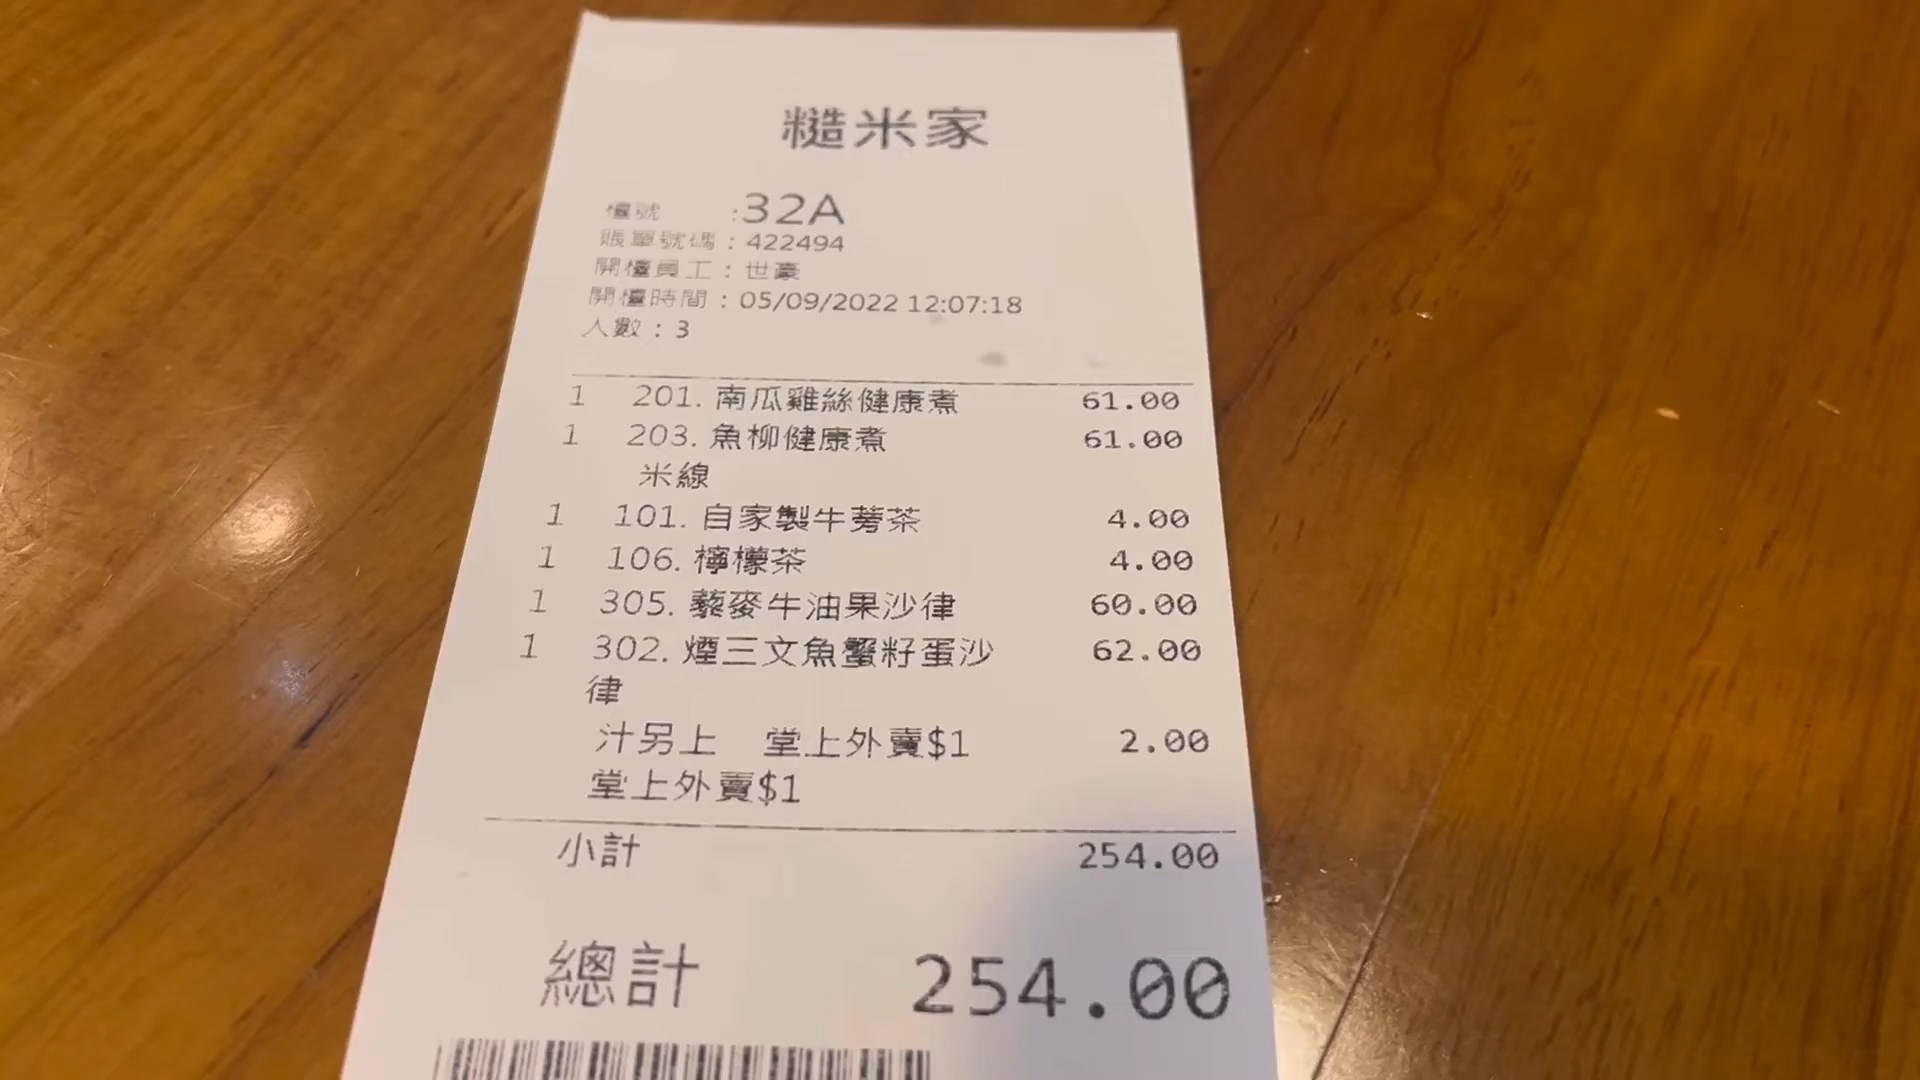 糙米家
檯號 :32A
賬單號碼 : 422494
開檯員工 : 世豪
開檯時間 : 05/09/2022 12:07:18
人數 : 3
1 201. 南瓜雞絲健康煮 61.00
1 203. 魚柳健康煮 61.00
米線
1 101. 自家製牛蒡茶 4.00
1 106. 檸檬茶 4.00
1 305. 藜麥牛油果沙律 60.00
1 302. 煙三文魚蟹籽蛋沙 62.00
律
汁另上 堂上外賣$1 2.00
堂上外賣$1
小計 254.00
總計 254.00